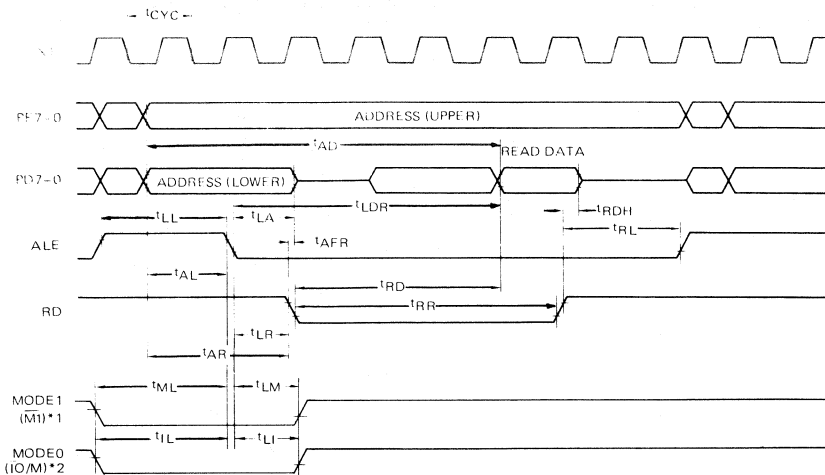 tCYC
PF7-0
ADDRESS (UPPER)
tAD
READ DATA
PD7-0
ADDRESS (LOWER)
tLDR
tRDH
tLL
tLA
tRL
ALE
tAFR
tAL
tRD
tRR
RD
tLR
tAR
tML
tLM
MODE1
(M1)*1
tIL
tLI
MODE0
(IO/M)*2